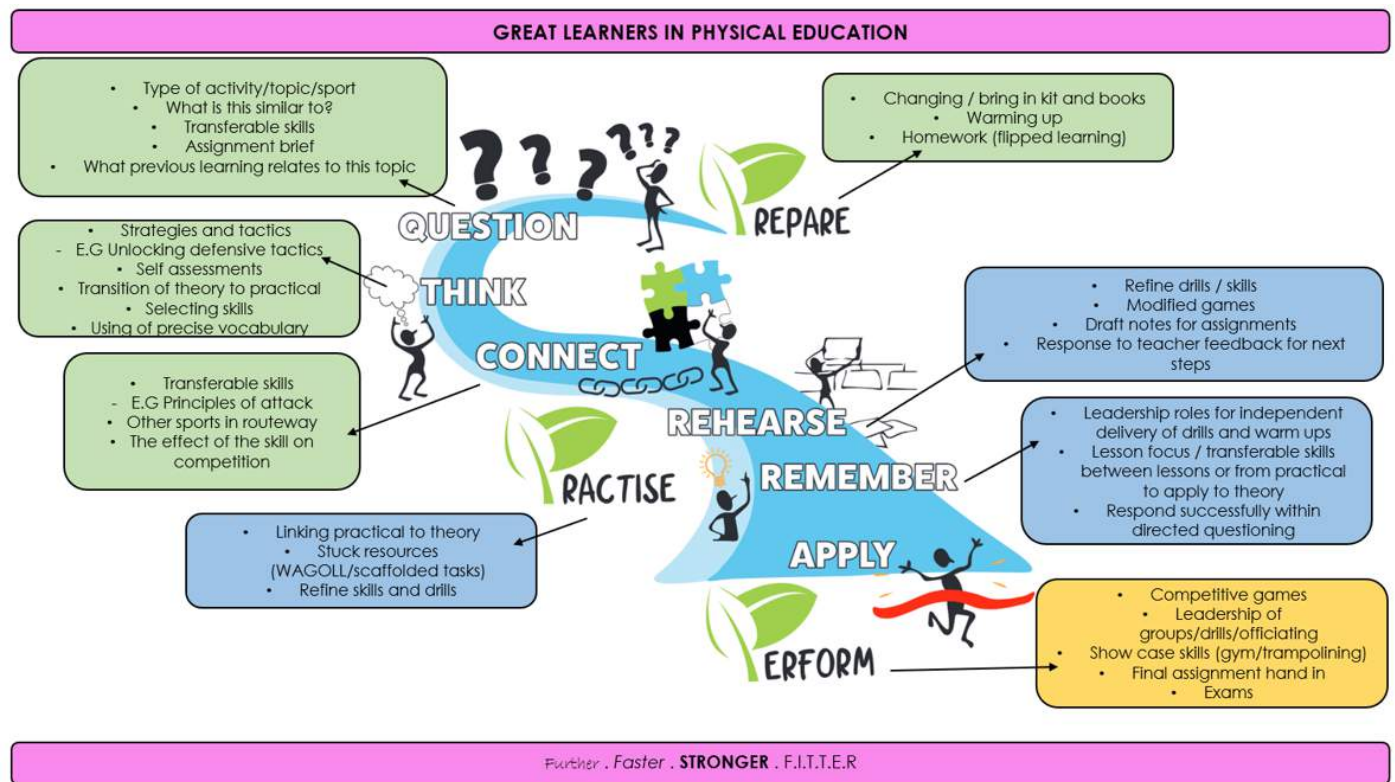 GREAT LEARNERS IN PHYSICAL EDUCATION
• Type of activity/topic/sport
• What is this similar to?
• Transferable skills
• Assignment brief
• What previous learning relates to this topic
• Changing / bring in kit and books
• Warming up
• Homework (flipped learning)
? ? ? ? ? ?
REPARE
QUESTION
• Strategies and tactics
- E.G Unlocking defensive tactics
• Self assessments
• Transition of theory to practical
• Selecting skills
• Using of precise vocabulary
THINK
CONNECT
• Transferable skills
- E.G Principles of attack
• Other sports in routeway
• The effect of the skill on
competition
• Refine drills / skills
• Modified games
• Draft notes for assignments
• Response to teacher feedback for next
steps
REHEARSE
RACTISE
REMEMBER
• Leadership roles for independent
delivery of drills and warm ups
• Lesson focus / transferable skills
between lessons or from practical
to apply to theory
• Respond successfully within
directed questioning
• Linking practical to theory
• Stuck resources
(WAGOLL/scaffolded tasks)
• Refine skills and drills
APPLY
ERFORM
• Competitive games
• Leadership of
groups/drills/officiating
• Show case skills (gym/trampolining)
• Final assignment hand in
• Exams
Further . Faster . STRONGER . F.I.T.T.E.R